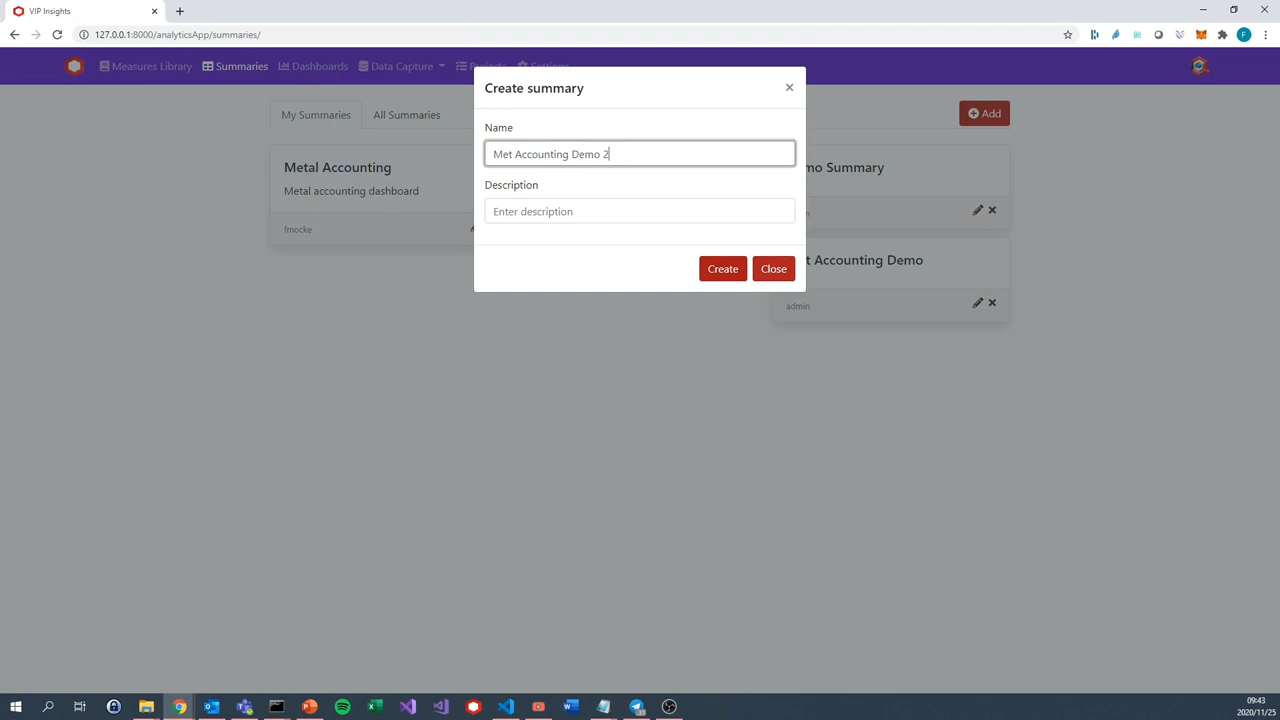 VIP Insights
127.0.0.1:8000/analyticsApp/summaries/
F
Measures Library
Summaries
Dashboards
Data Capture
Projects
Settings
My Summaries
All Summaries
Add
Create summary
Name
Met Accounting Demo 2
Description
Enter description
Create
Close
Metal Accounting
Metal accounting dashboard
fmocke
mo Summary
t Accounting Demo
admin
09:43
2020/11/25